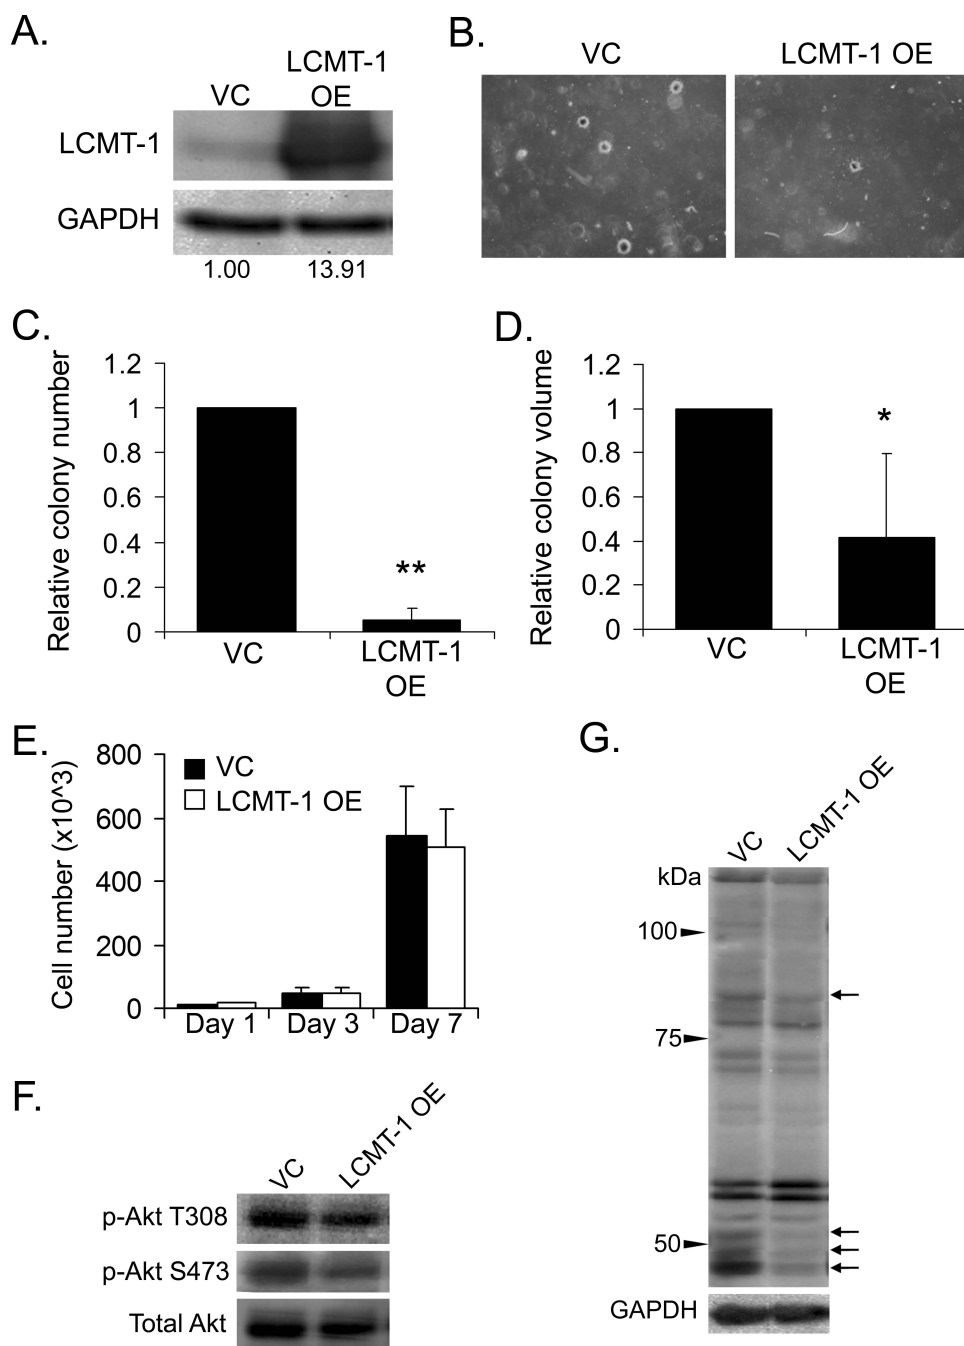 A.
VC
LCMT-1
OE
LCMT-1
GAPDH
1.00
13.91
B.
VC
LCMT-1 OE
C.
Relative colony number
1.2
1
0.8
0.6
0.4
0.2
0
**
VC
LCMT-1
OE
D.
Relative colony volume
1.2
1
0.8
0.6
0.4
0.2
0
*
VC
LCMT-1
OE
E.
Cell number (x10^3)
800
600
400
200
0
VC
LCMT-1 OE
Day 1
Day 3
Day 7
F.
VC
LCMT-1 OE
p-Akt T308
p-Akt S473
Total Akt
G.
VC
LCMT-1 OE
kDa
100
75
50
GAPDH